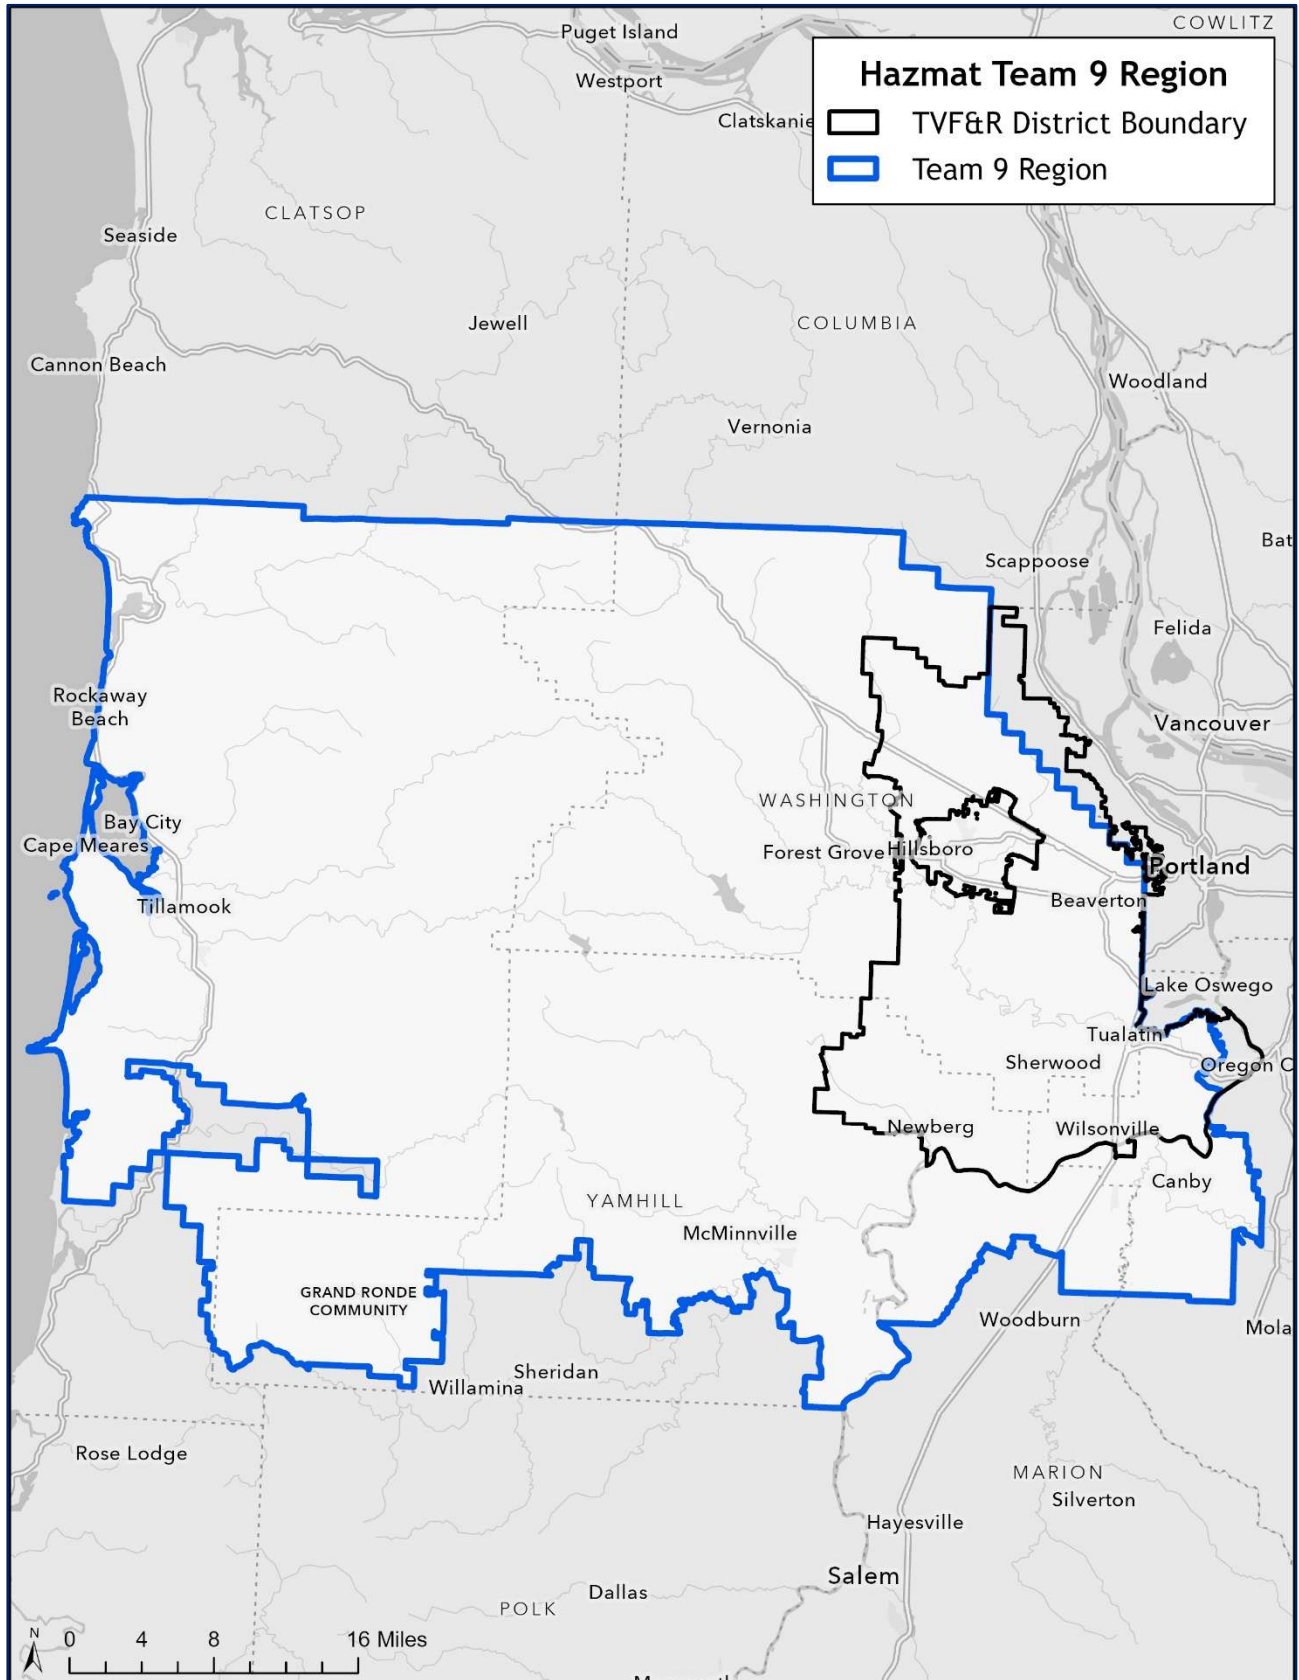 COWLITZ
Puget Island
Westport
Clatskanie
Hazmat Team 9 Region
TVF&R District Boundary
Team 9 Region
CLATSOP
Seaside
Jewell
COLUMBIA
Cannon Beach
Woodland
Vernonia
Bat
Scappoose
Felida
Rockaway
Beach
Vancouver
WASHINGTON
Bay City
Cape Meares
Forest Grove
Hillsboro
Portland
Beaverton
Tillamook
Lake Oswego
Tualatin
Sherwood
Oregon C
Newberg
Wilsonville
Canby
YAMHILL
McMinnville
GRAND RONDE
COMMUNITY
Woodburn
Mola
Sheridan
Willamina
Rose Lodge
MARION
Silverton
Hayesville
Salem
Dallas
POLK
N
0 4 8 16 Miles